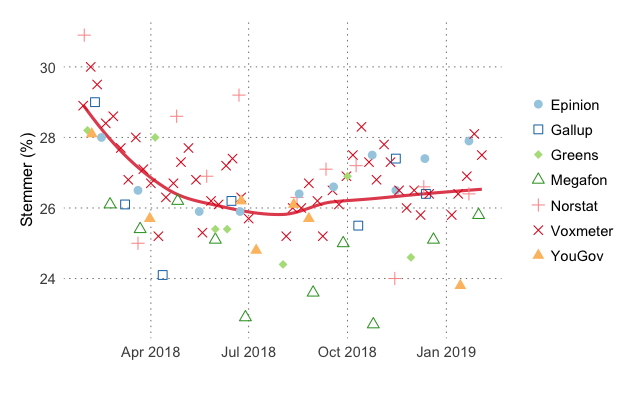 Stemmer (%)
30
28
26
24
Apr 2018
Jul 2018
Oct 2018
Jan 2019
Epinion
Gallup
Greens
Megafon
Norstat
Voxmeter
YouGov